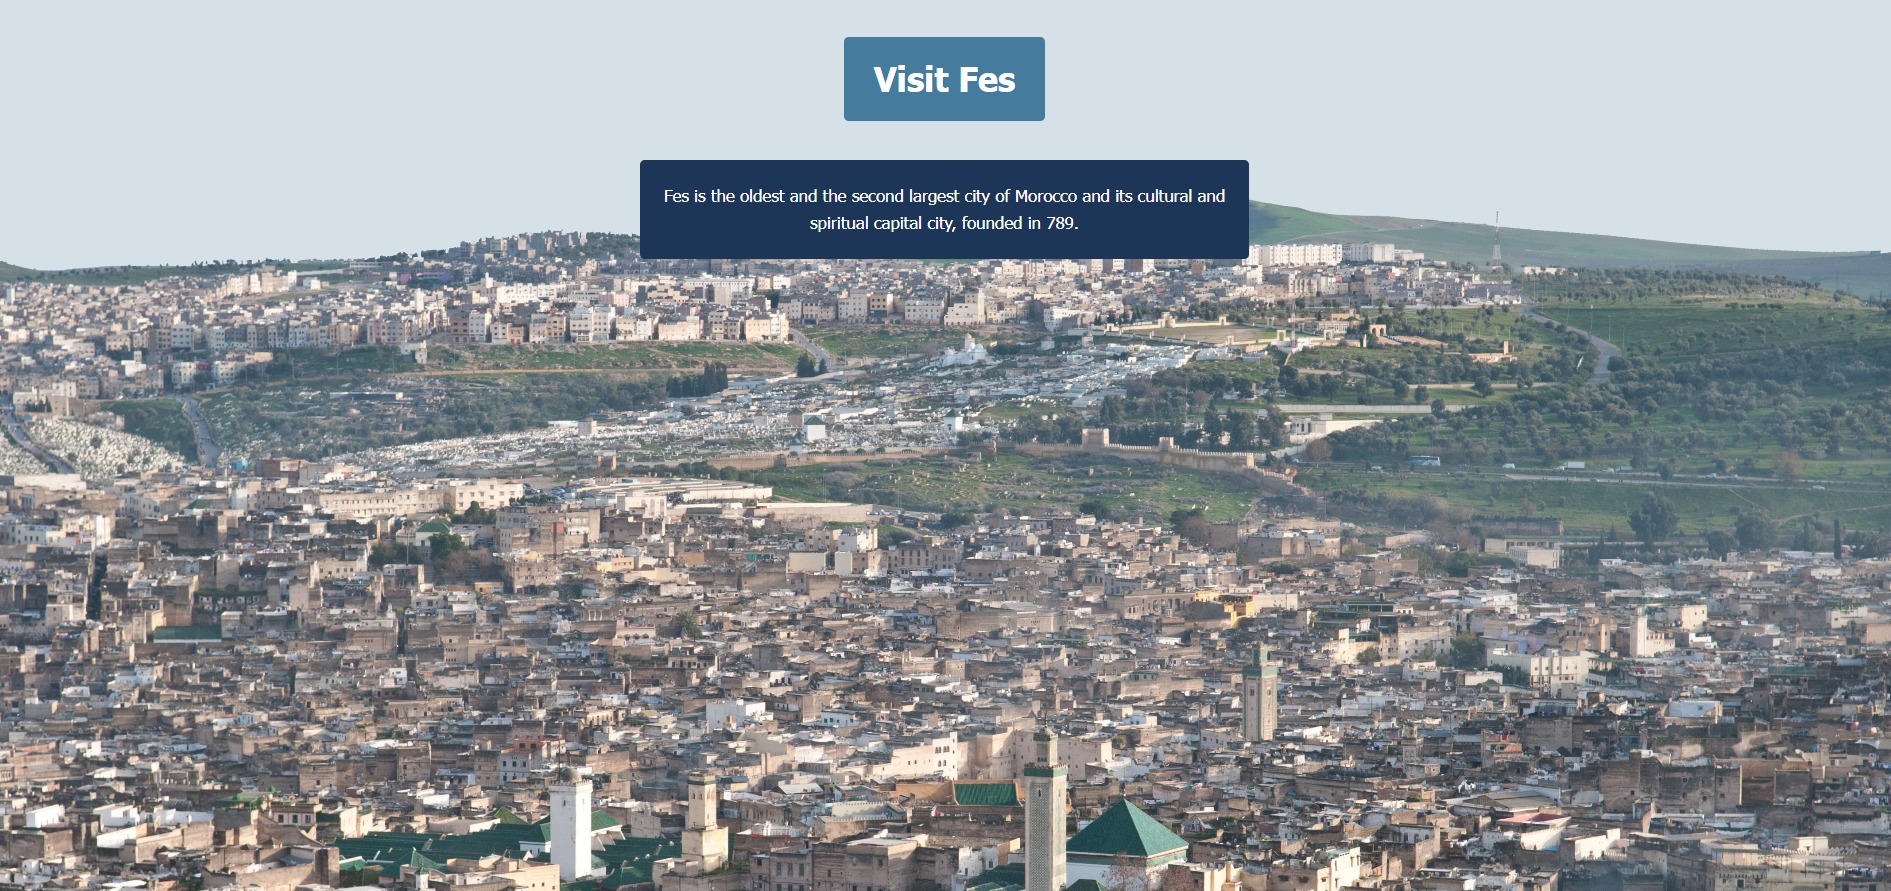 Visit Fes
Fes is the oldest and the second largest city of Morocco and its cultural and
spiritual capital city, founded in 789.